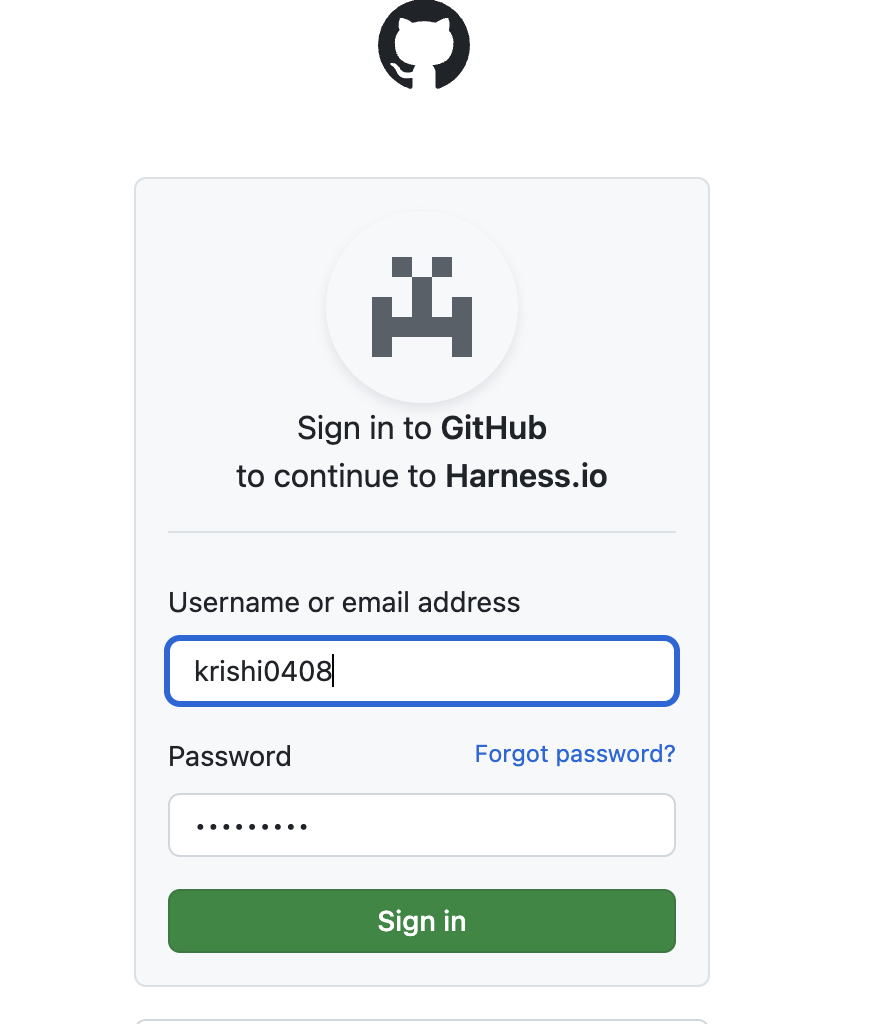 Sign in to GitHub
to continue to Harness.io
Username or email address
krishi0408
Password Forgot password?
•••••••••
Sign in